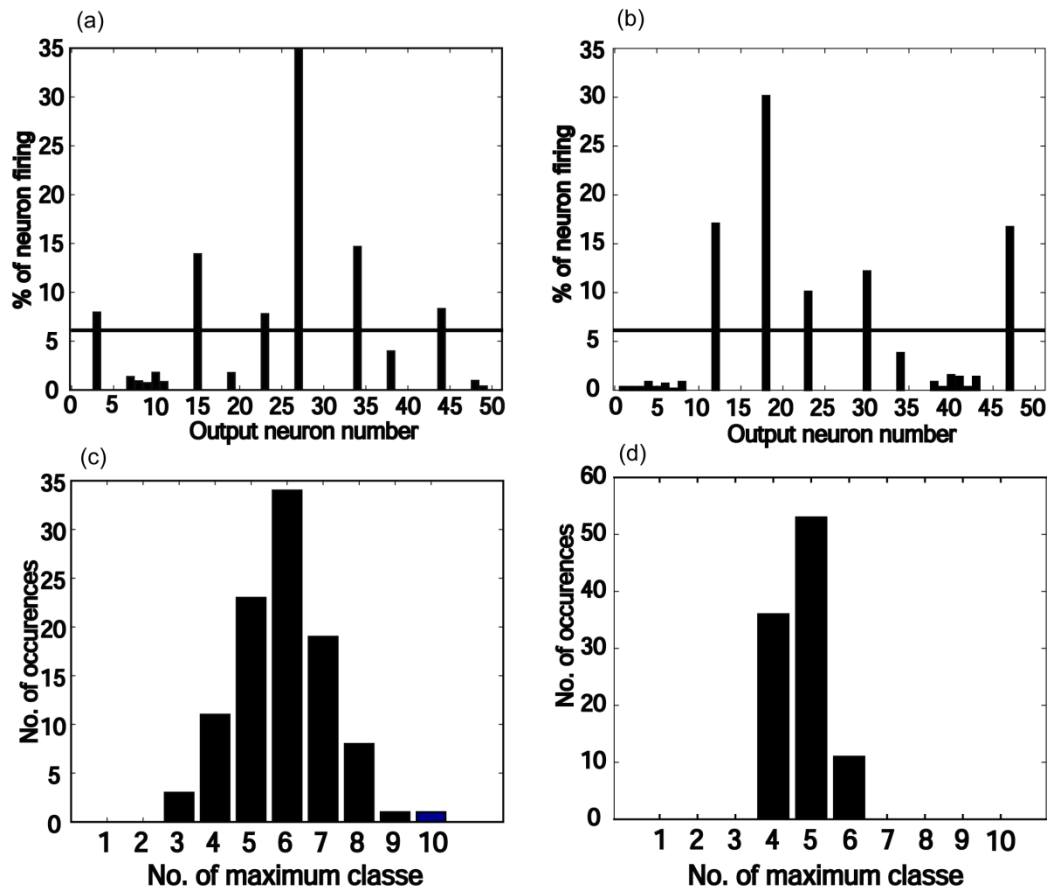 (a)
35
30
25
20
15
10
5
0
% of neuron firing
0 5 10 15 20 25 30 35 40 45 50
Output neuron number
(b)
35
30
25
20
15
10
5
0
% of neuron firing
0 5 10 15 20 25 30 35 40 45 50
Output neuron number
(c)
35
30
25
20
15
10
5
0
No. of occurences
1 2 3 4 5 6 7 8 9 10
No. of maximum classe
(d)
60
50
40
30
20
10
0
No. of occurences
1 2 3 4 5 6 7 8 9 10
No. of maximum classe